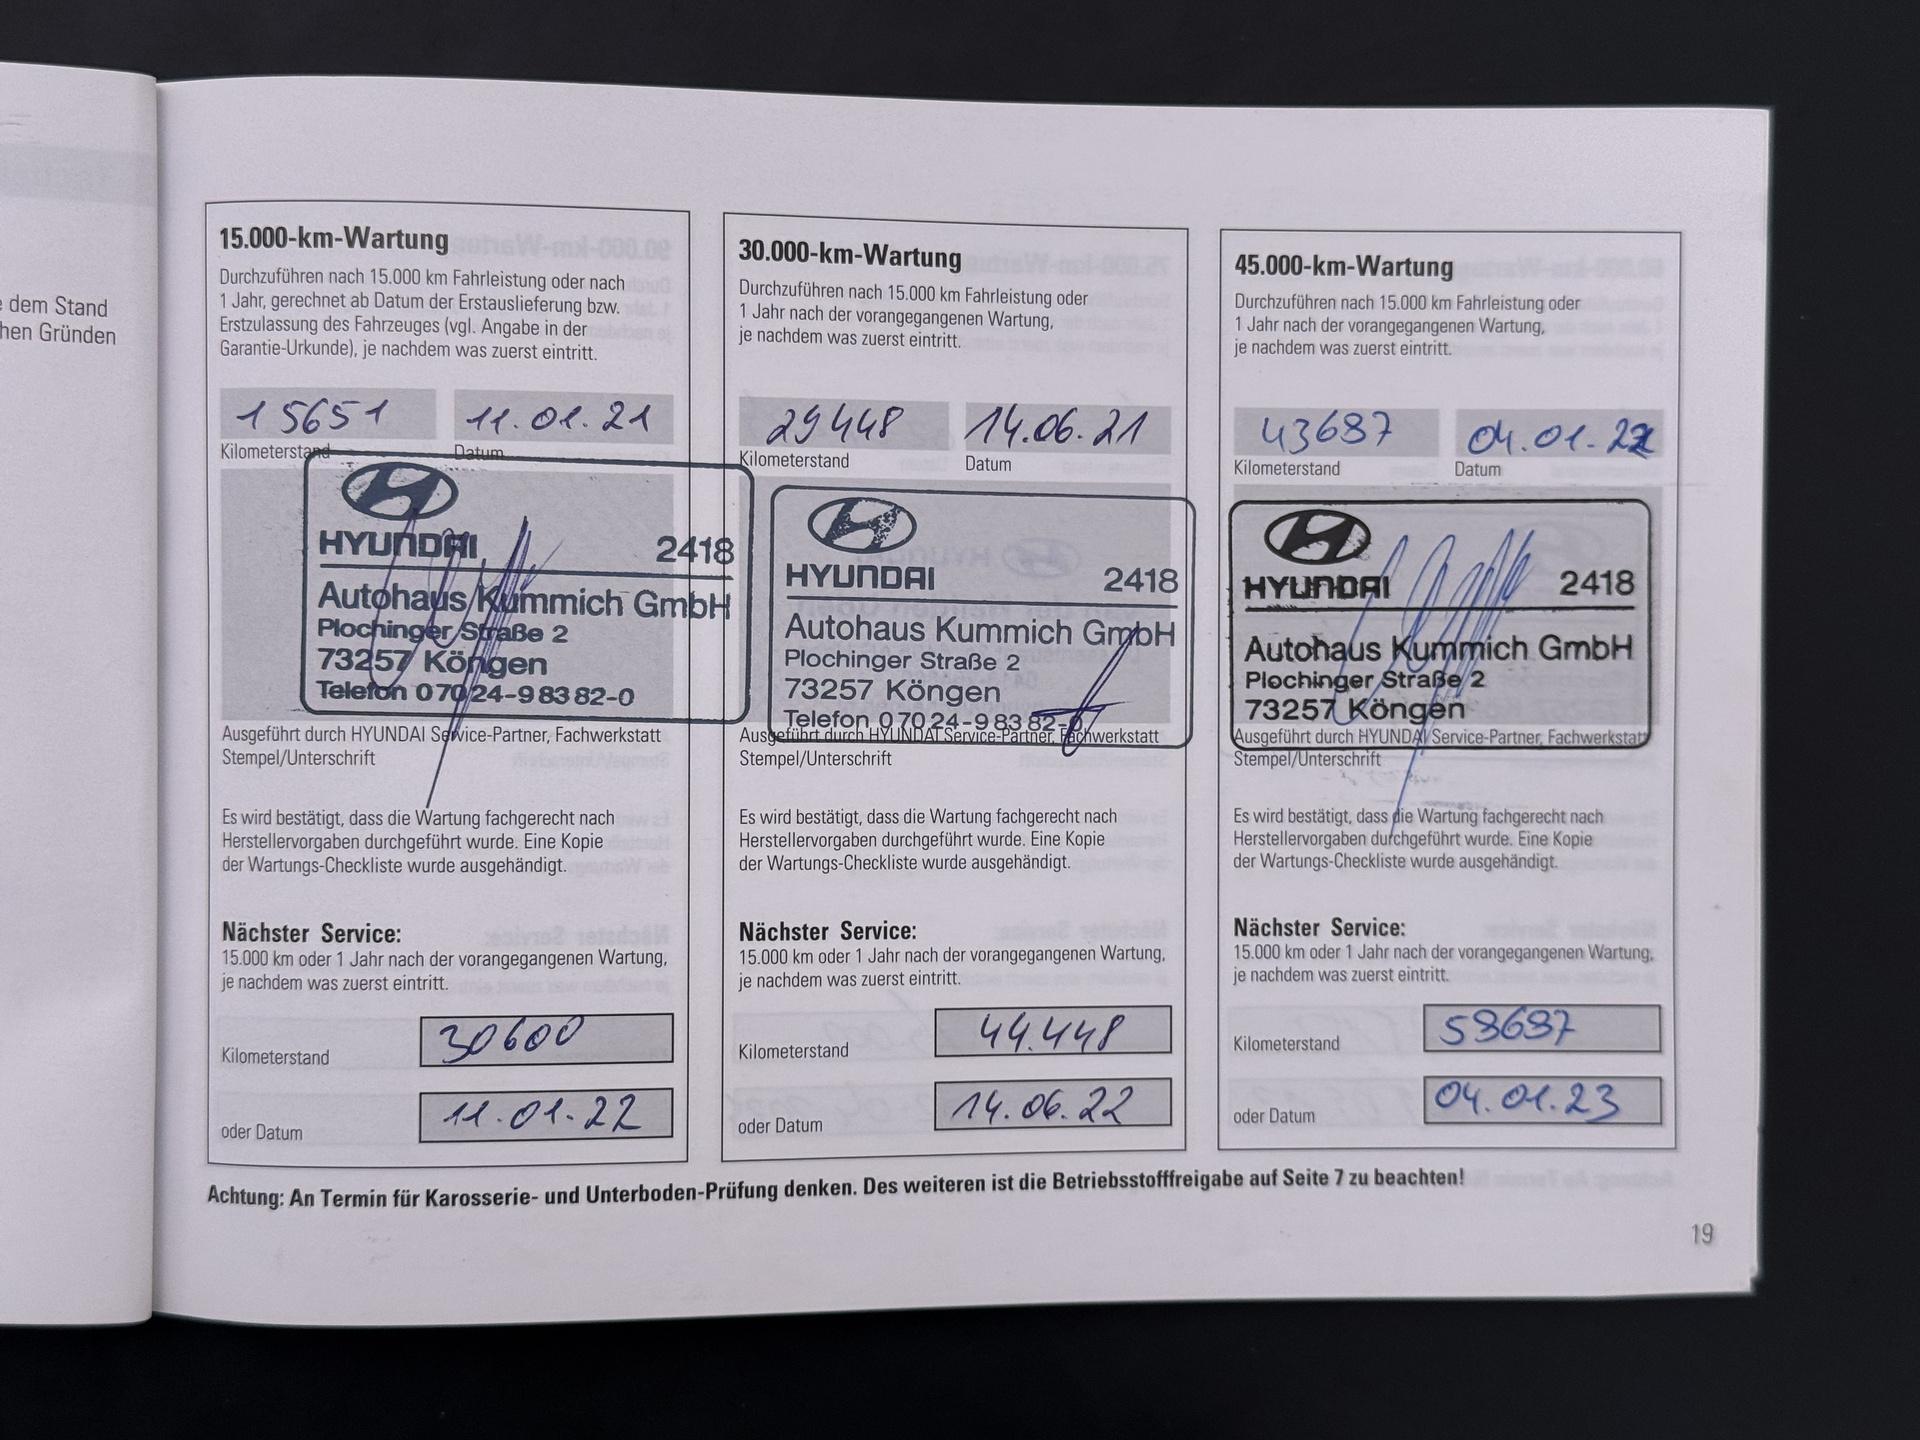 e dem Stand
hen Gründen
15.000-km-Wartung
Durchzuführen nach 15.000 km Fahrleistung oder nach
1 Jahr, gerechnet ab Datum der Erstauslieferung bzw.
Erstzulassung des Fahrzeuges (vgl. Angabe in der
Garantie-Urkunde), je nachdem was zuerst eintritt.
15651 11.01.21
Kilometerstand Datum
HYUNDAI 2418
Autohaus Kummich GmbH
Plochinger Straße 2
73257 Köngen
Telefon 07024-98382-0
Ausgeführt durch HYUNDAI Service-Partner, Fachwerkstatt
Stempel/Unterschrift
Es wird bestätigt, dass die Wartung fachgerecht nach
Herstellervorgaben durchgeführt wurde. Eine Kopie
der Wartungs-Checkliste wurde ausgehändigt.
Nächster Service:
15.000 km oder 1 Jahr nach der vorangegangenen Wartung,
je nachdem was zuerst eintritt.
Kilometerstand 30600
oder Datum 11.01.22
30.000-km-Wartung
Durchzuführen nach 15.000 km Fahrleistung oder
1 Jahr nach der vorangegangenen Wartung,
je nachdem was zuerst eintritt.
29448 14.06.21
Kilometerstand Datum
HYUNDAI 2418
Autohaus Kummich GmbH
Plochinger Straße 2
73257 Köngen
Telefon 07024-98382-0
Ausgeführt durch HYUNDAI Service-Partner, Fachwerkstatt
Stempel/Unterschrift
Es wird bestätigt, dass die Wartung fachgerecht nach
Herstellervorgaben durchgeführt wurde. Eine Kopie
der Wartungs-Checkliste wurde ausgehändigt.
Nächster Service:
15.000 km oder 1 Jahr nach der vorangegangenen Wartung,
je nachdem was zuerst eintritt.
Kilometerstand 44.448
oder Datum 14.06.22
45.000-km-Wartung
Durchzuführen nach 15.000 km Fahrleistung oder
1 Jahr nach der vorangegangenen Wartung,
je nachdem was zuerst eintritt.
43687 04.01.22
Kilometerstand Datum
HYUNDAI 2418
Autohaus Kummich GmbH
Plochinger Straße 2
73257 Köngen
Ausgeführt durch HYUNDAI Service-Partner, Fachwerkstatt
Stempel/Unterschrift
Es wird bestätigt, dass die Wartung fachgerecht nach
Herstellervorgaben durchgeführt wurde. Eine Kopie
der Wartungs-Checkliste wurde ausgehändigt.
Nächster Service:
15.000 km oder 1 Jahr nach der vorangegangenen Wartung,
je nachdem was zuerst eintritt.
Kilometerstand 58687
oder Datum 04.01.23
Achtung: An Termin für Karosserie- und Unterboden-Prüfung denken. Des weiteren ist die Betriebsstofffreigabe auf Seite 7 zu beachten!
19